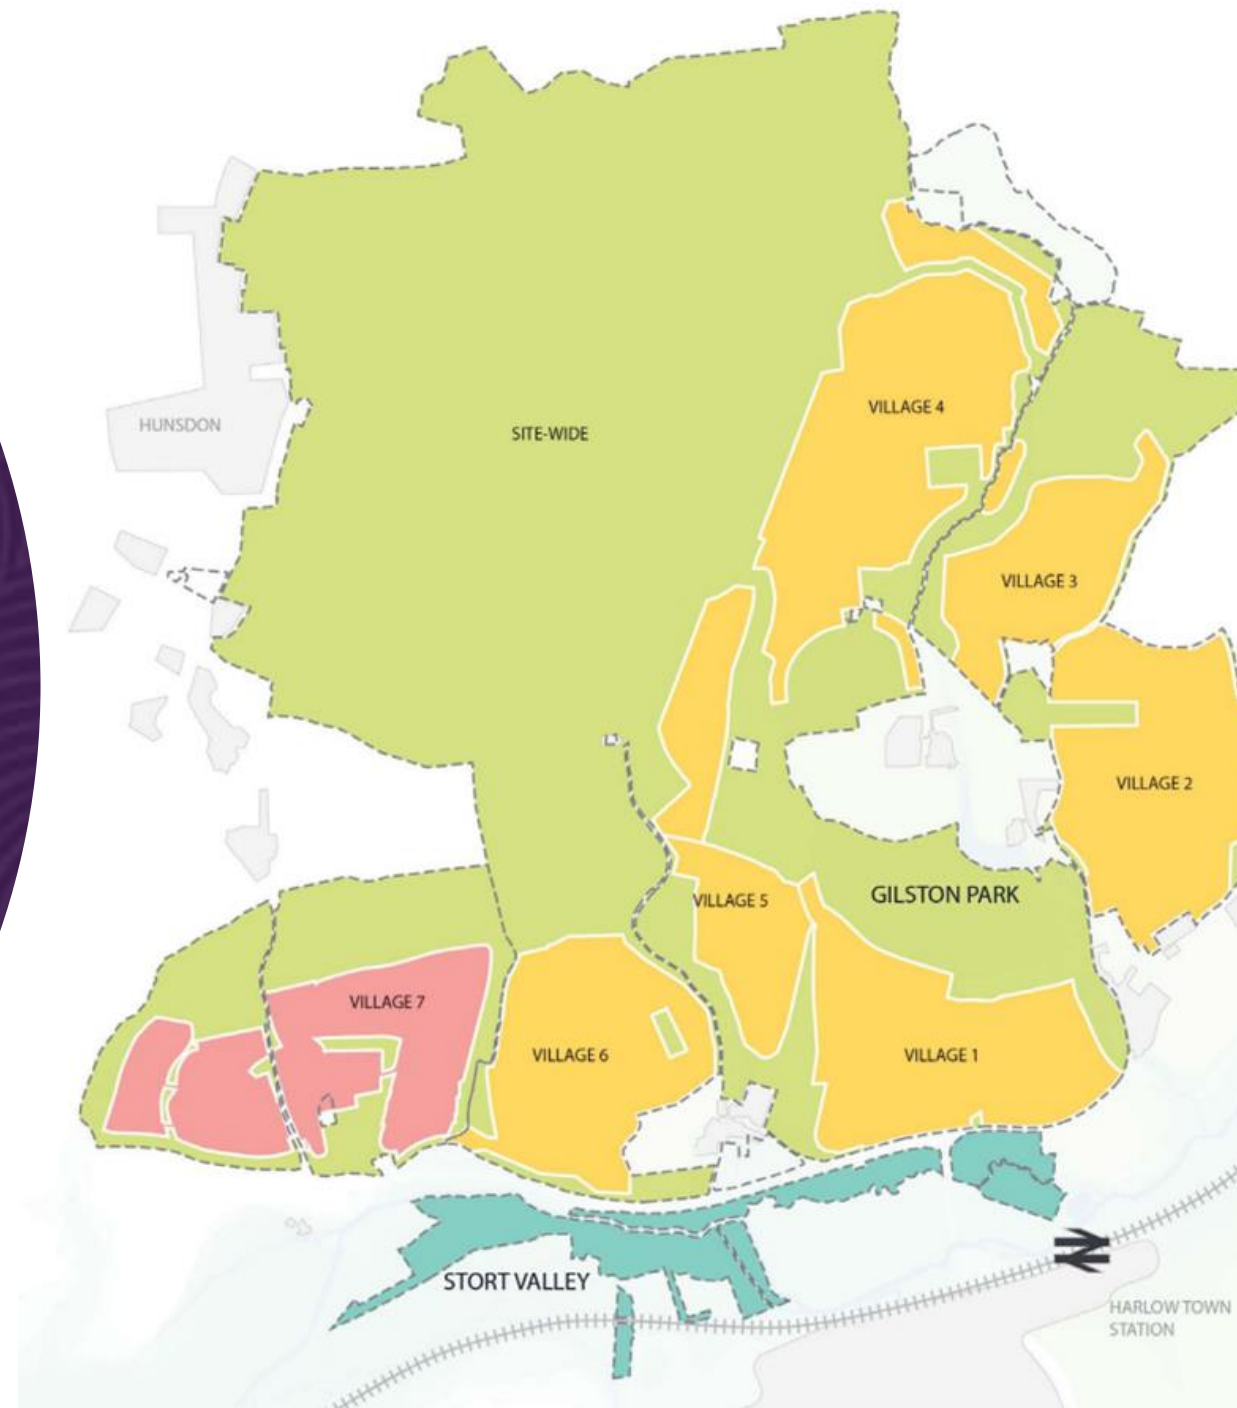 VILLAGE 4
HUNSDON
SITE-WIDE
VILLAGE 3
VILLAGE 2
GILSTON PARK
VILLAGE 5
VILLAGE 7
VILLAGE 6
VILLAGE 1
STORT VALLEY
HARLOW TOWN
STATION